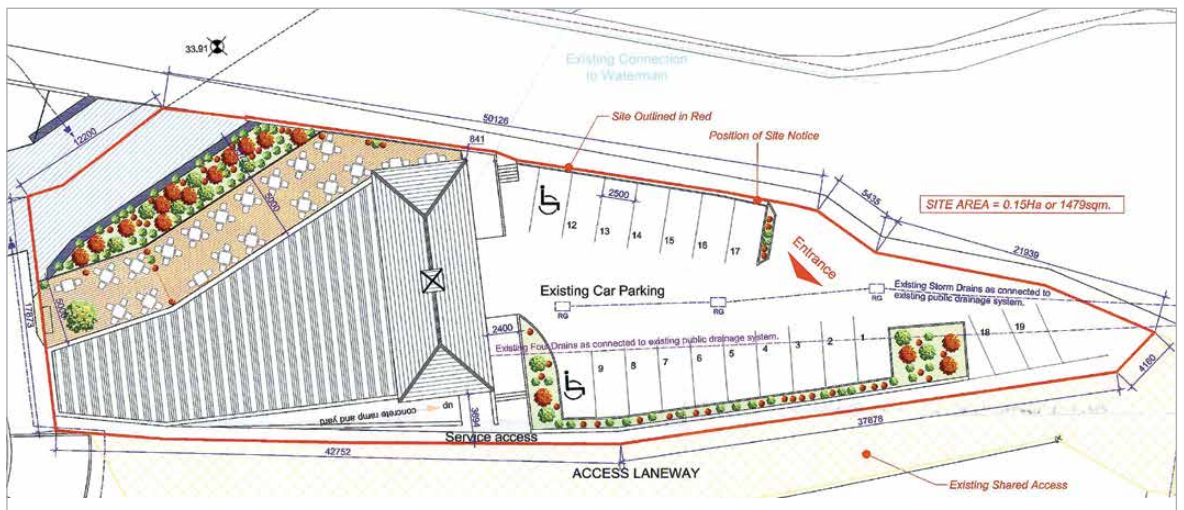 33.91
Existing Connection
to Watermain
12200
59126
Site Outlined in Red
Position of Site Notice
841
2500
5435
SITE AREA = 0.15Ha or 1479sqm.
21939
12
13
14
15
16
17
Entrance
5000
Existing Car Parking
RG
RG
RG
Existing Storm Drains as connected to
existing public drainage system.
17873
2400
Existing Four Drains as connected to existing public drainage system.
9
8
7
6
5
4
3
2
1
18
19
4160
up
concrete ramp and yard
3694
Service access
42752
37878
ACCESS LANEWAY
Existing Shared Access